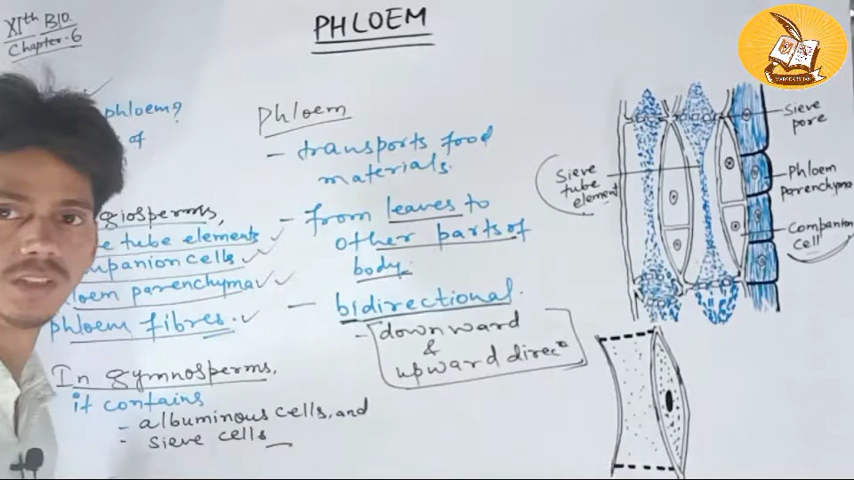 XIth BIO.
Chapter-6
PHLOEM
phloem?
of
giosperms,
e tube elements
panion cells
loem parenchyma
phloem fibres.
In gymnosperms,
it contains
- albuminous cells, and
- sieve cells
Phloem
- transports food
materials.
- from leaves to
other parts of
body.
- bidirectional.
- downward
&
upward direcn
Sieve
tube
element
Sieve
pore
Phloem
parenchyma
Companion
cell